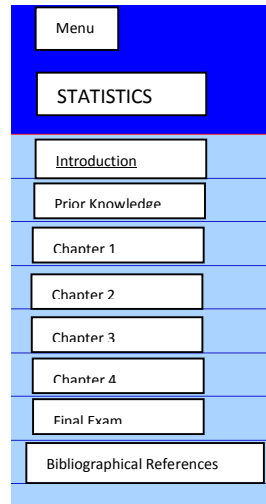 Menu
STATISTICS
Introduction
Prior Knowledge
Chapter 1
Chapter 2
Chapter 3
Chapter 4
Final Exam
Bibliographical References